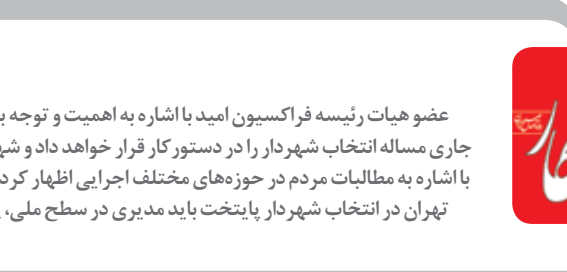 عضو هیات رئیسه فراکسیون امید با اشاره به اهمیت و توجه
جاری مساله انتخاب شهردار را در دستور کار قرار خواهد داد و
با اشاره به مطالبات مردم در حوزه‌های مختلف اجرایی اظهار کرد
تهران در انتخاب شهردار پایتخت باید مدیری در سطح ملی،